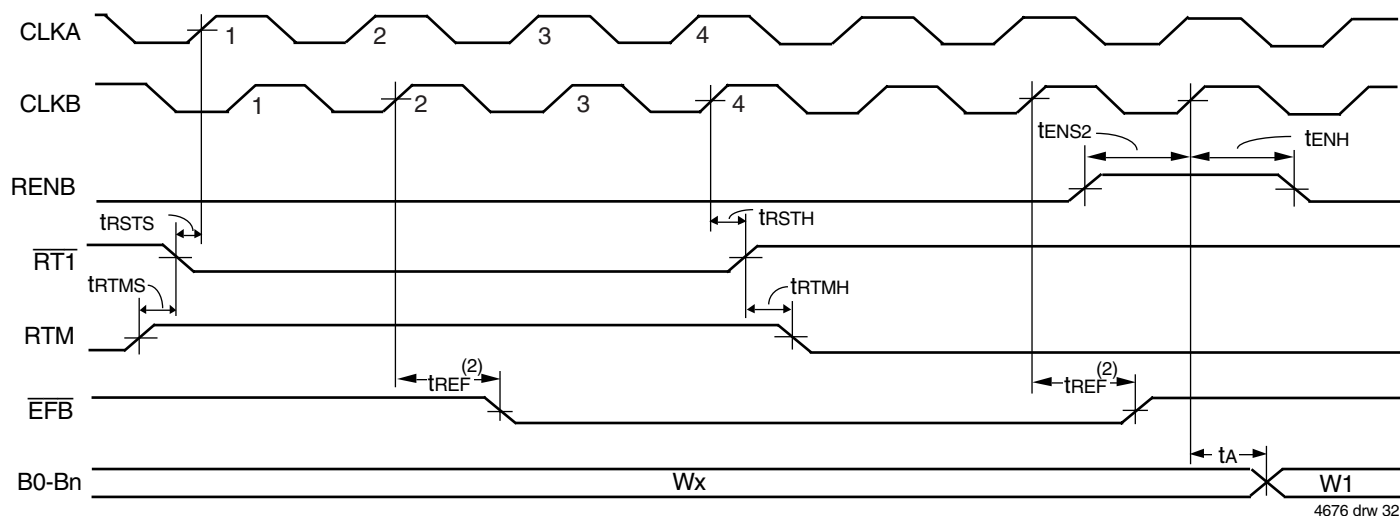 CLKA 1 2 3 4
CLKB 1 2 3 4
tENS2 tENH
RENB
tRSTS tRSTH
RT1
tRTMS tRTMH
RTM
tREF(2) tREF(2)
EFB
tA
B0-Bn Wx W1
4676 drw 32